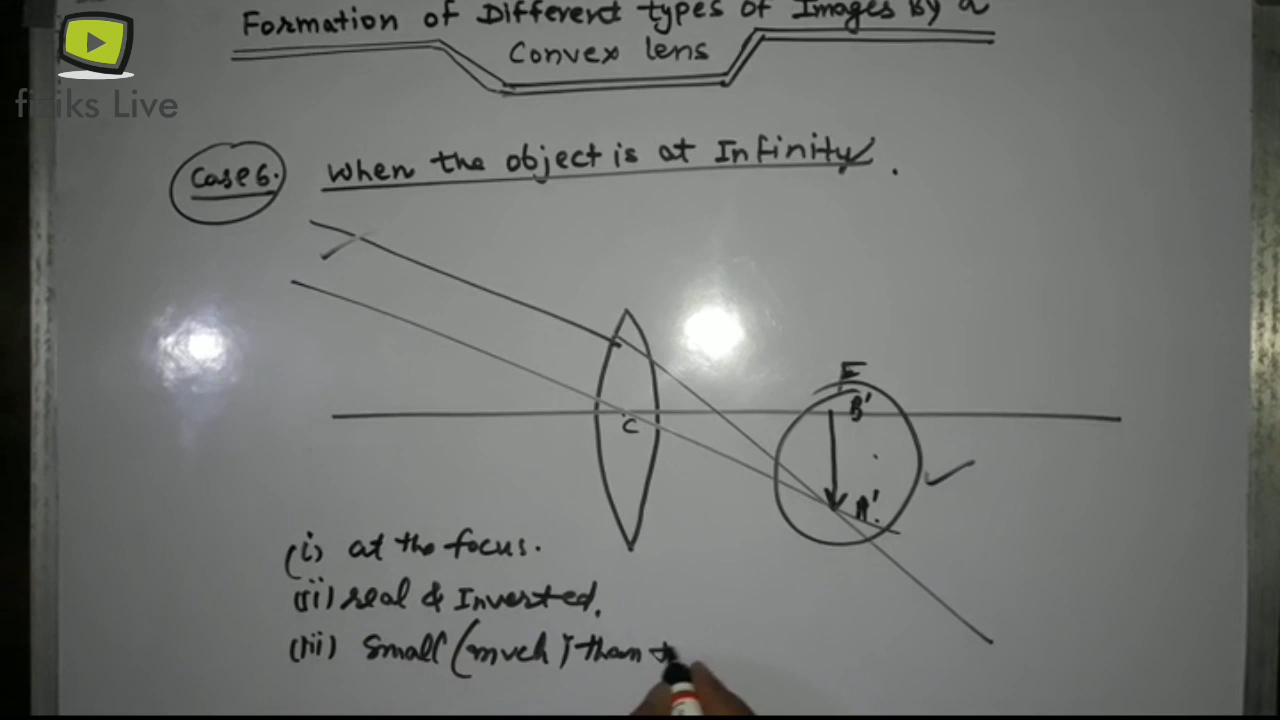 Formation of Different types of Images By a
Convex lens
fiziks Live
Case 6.
When the object is at Infinity.
F
B'
C
A'
(i) at the focus.
(ii) real & Inverted.
(iii) Small (much) than